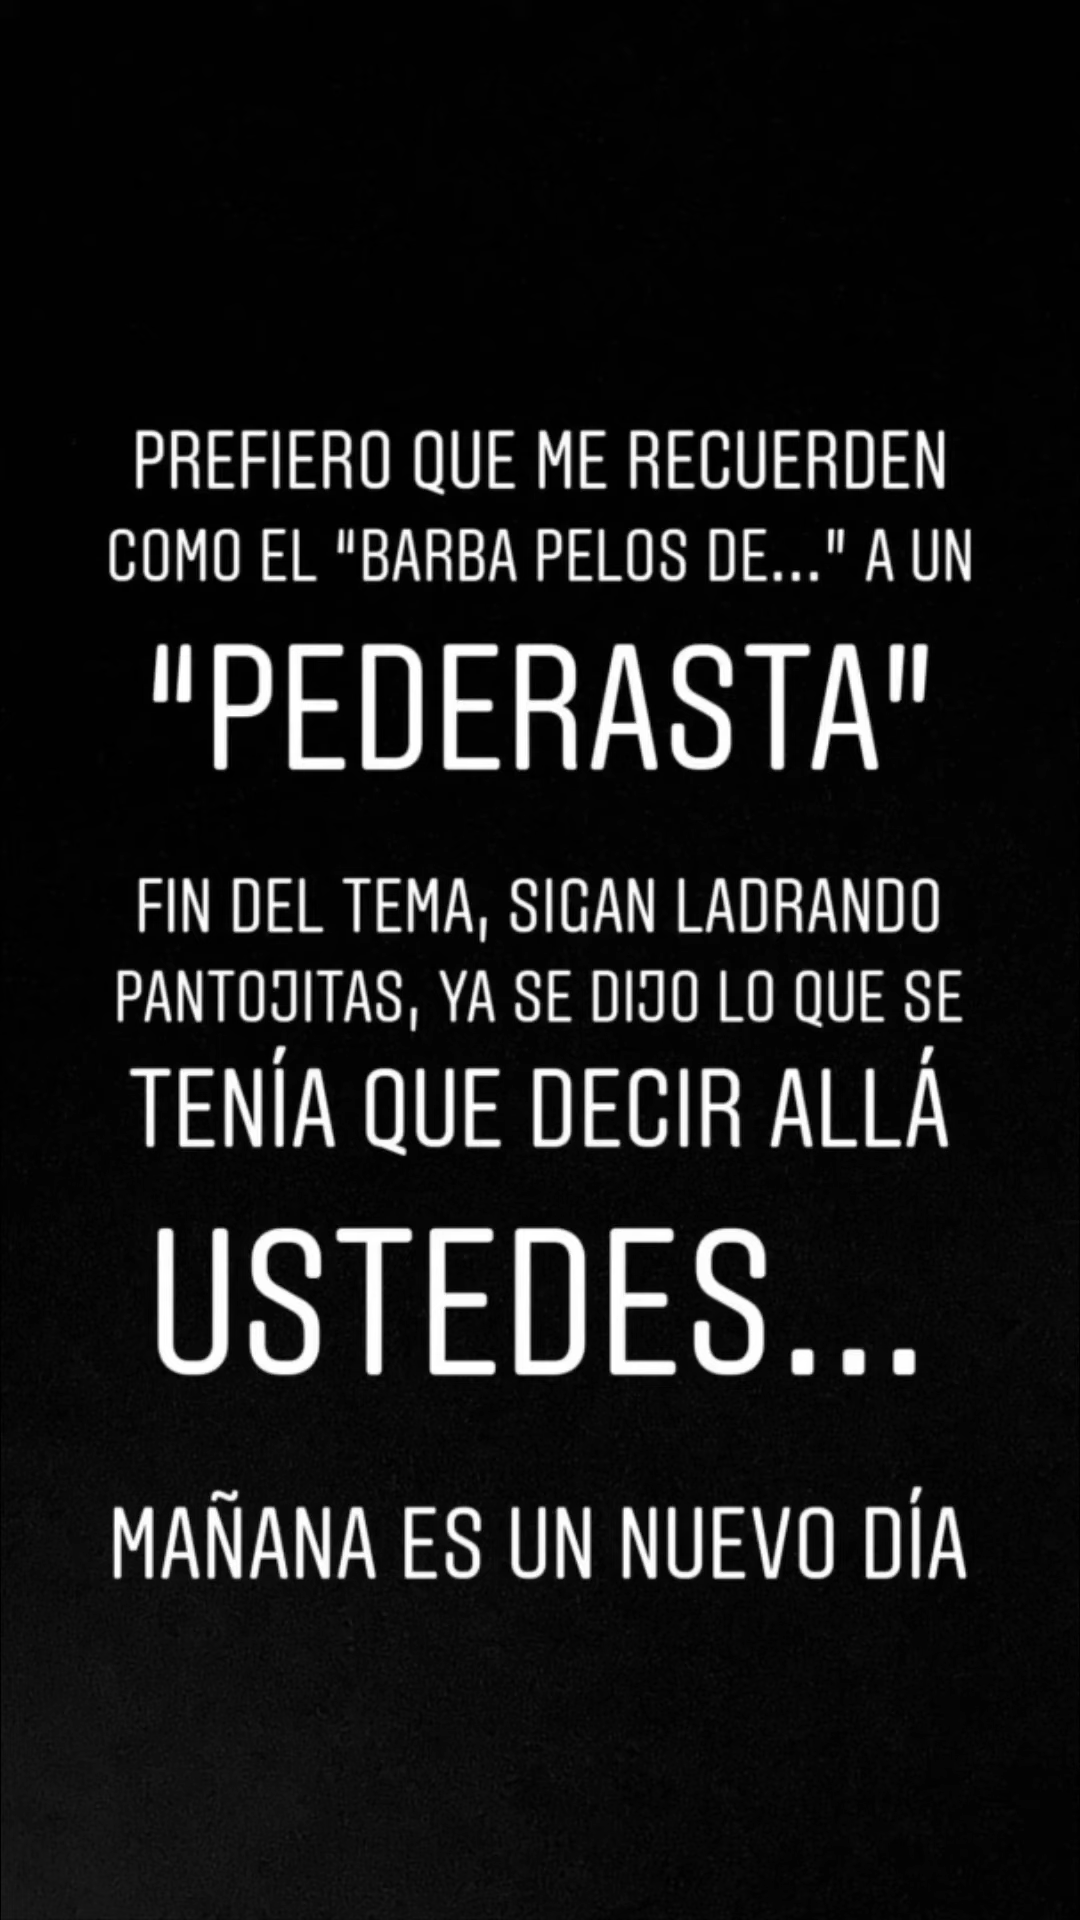 PREFIERO QUE ME RECUERDEN
COMO EL "BARBA PELOS DE..." A UN
"PEDERASTA"
FIN DEL TEMA, SIGAN LADRANDO
PANTOJITAS, YA SE DIJO LO QUE SE
TENÍA QUE DECIR ALLÁ
USTEDES...
MAÑANA ES UN NUEVO DÍA